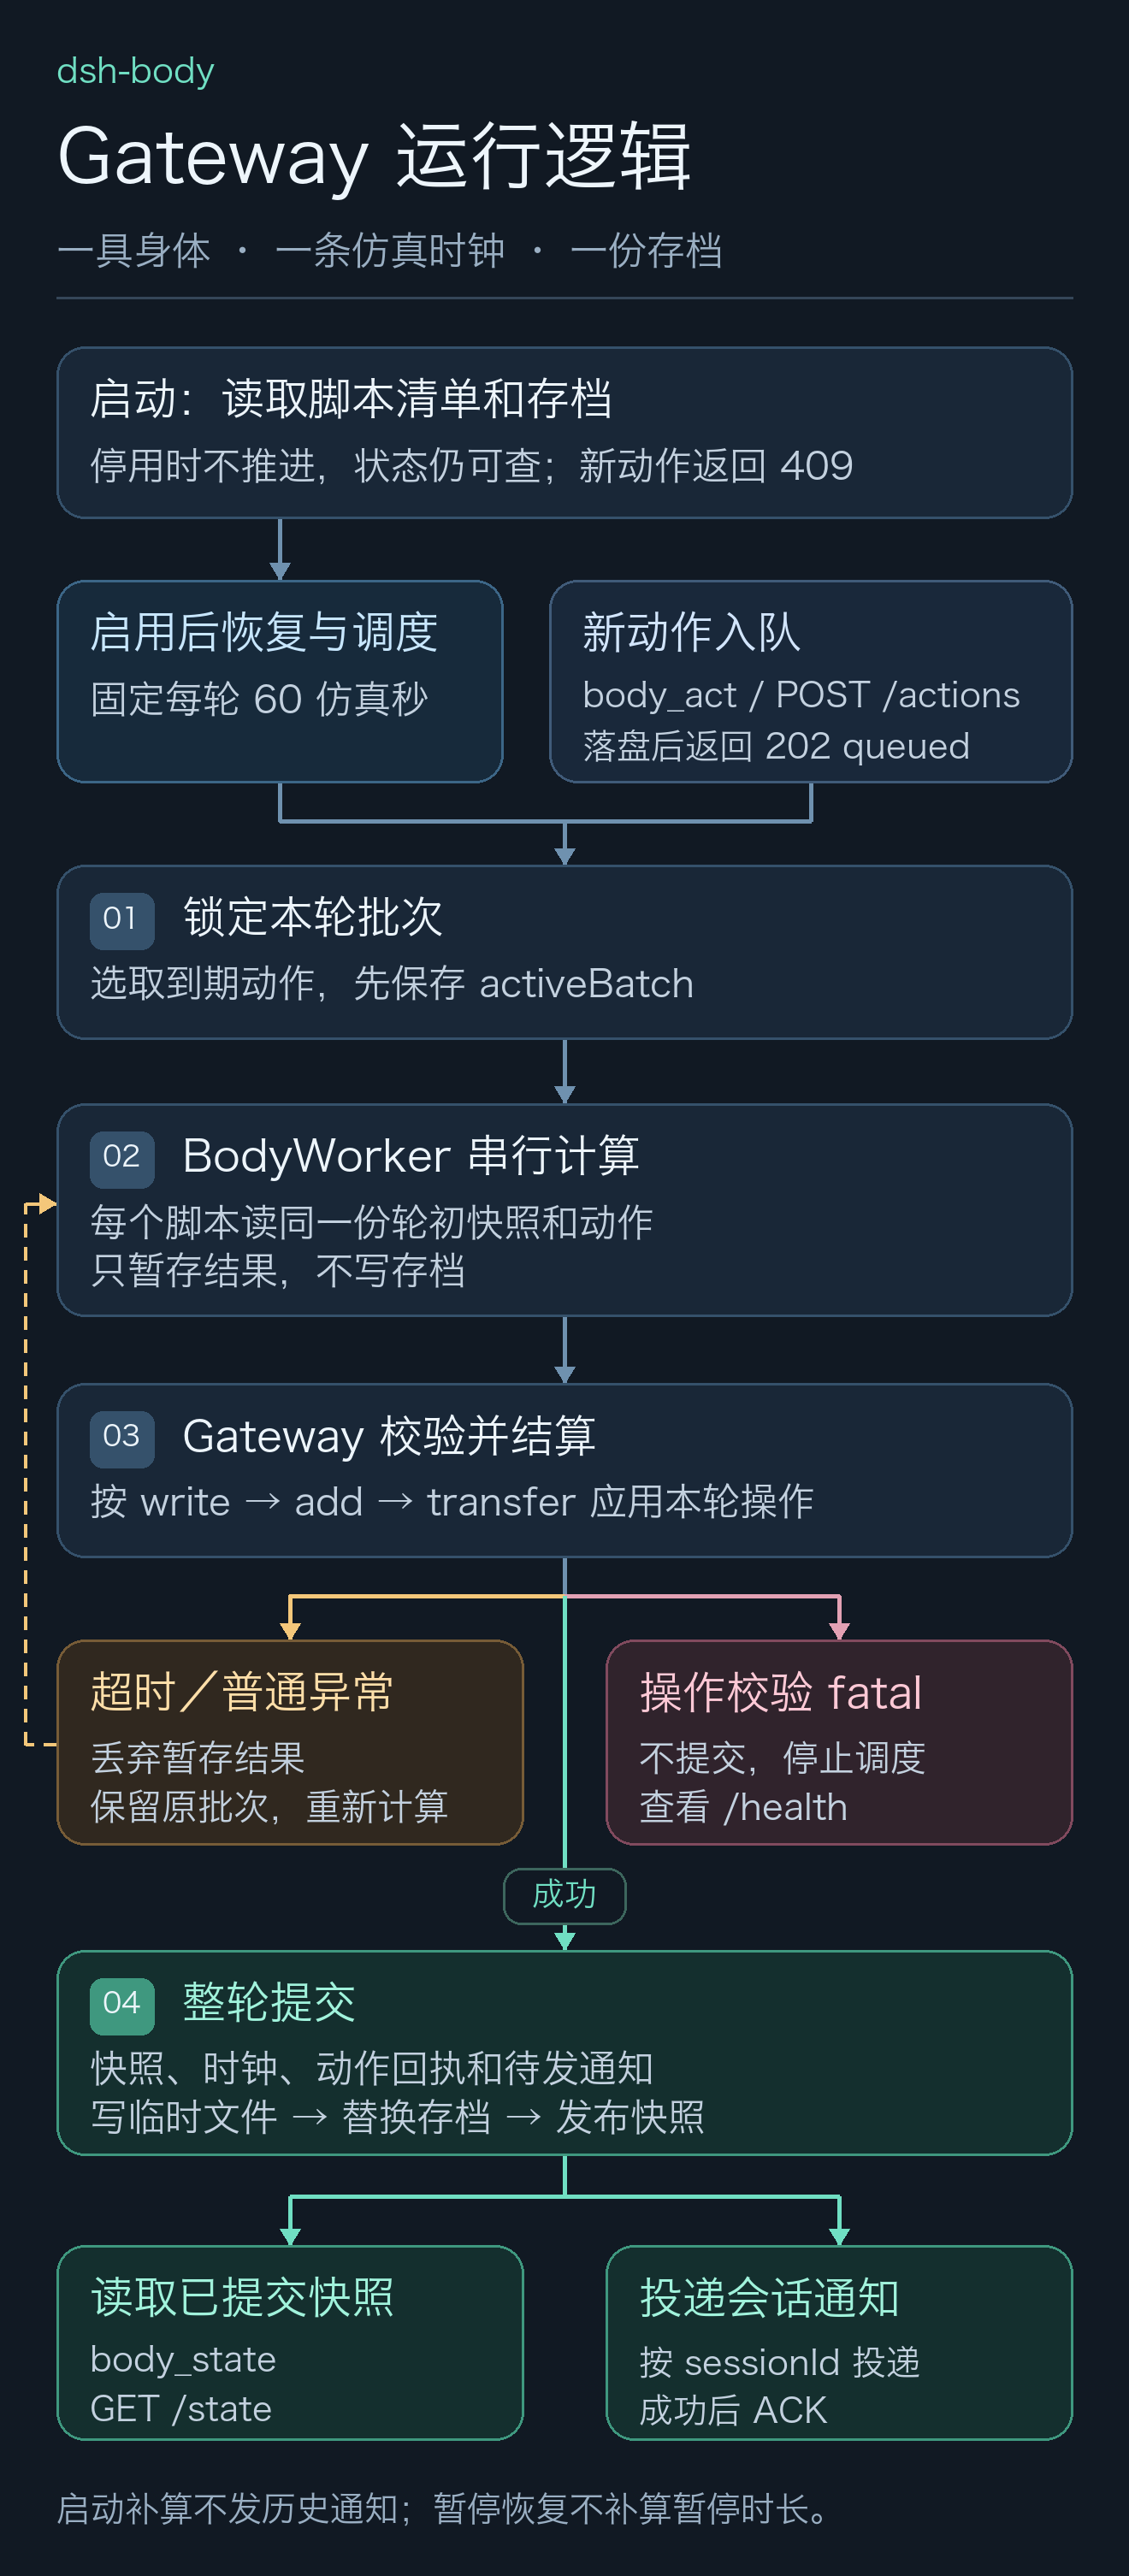 dsh-body
Gateway 运行逻辑
一具身体 · 一条仿真时钟 · 一份存档
启动：读取脚本清单和存档
停用时不推进，状态仍可查；新动作返回 409
启用后恢复与调度
固定每轮 60 仿真秒
新动作入队
body_act / POST /actions
落盘后返回 202 queued
01 锁定本轮批次
选取到期动作，先保存 activeBatch
02 BodyWorker 串行计算
每个脚本读同一份轮初快照和动作
只暂存结果，不写存档
03 Gateway 校验并结算
按 write → add → transfer 应用本轮操作
超时／普通异常
丢弃暂存结果
保留原批次，重新计算
操作校验 fatal
不提交，停止调度
查看 /health
成功
04 整轮提交
快照、时钟、动作回执和待发通知
写临时文件 → 替换存档 → 发布快照
读取已提交快照
body_state
GET /state
投递会话通知
按 sessionId 投递
成功后 ACK
启动补算不发历史通知；暂停恢复不补算暂停时长。